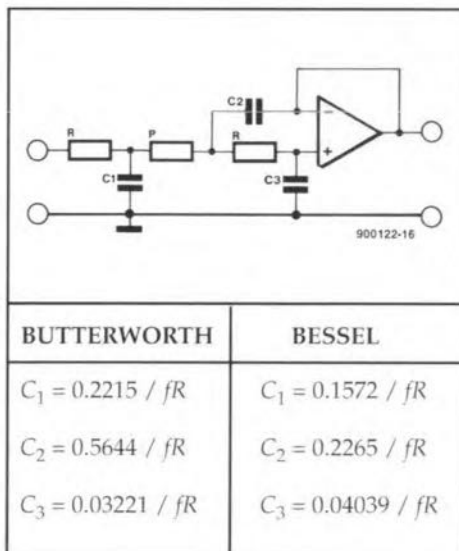 C2
R
P
R
C1
C3
−
+
900122-16
BUTTERWORTH BESSEL
C₁ = 0.2215 / fR C₁ = 0.1572 / fR
C₂ = 0.5644 / fR C₂ = 0.2265 / fR
C₃ = 0.03221 / fR C₃ = 0.04039 / fR